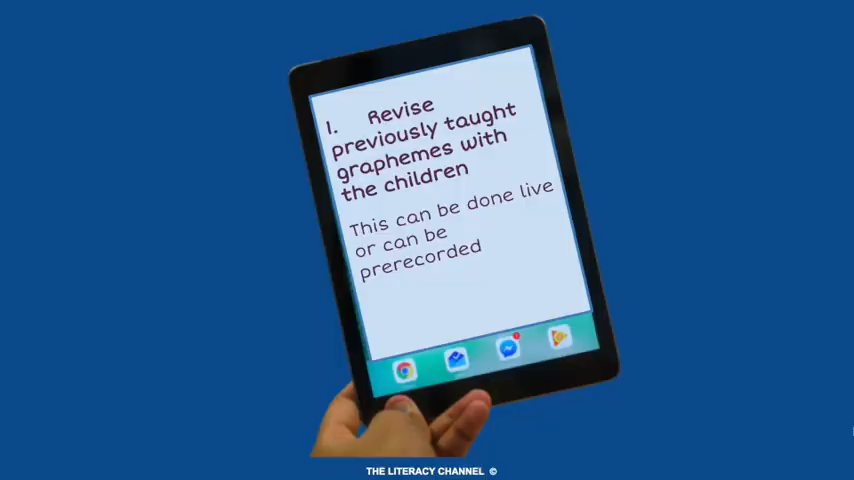 1. Revise
previously taught
graphemes with
the children
This can be done live
or can be
prerecorded
1
THE LITERACY CHANNEL ©